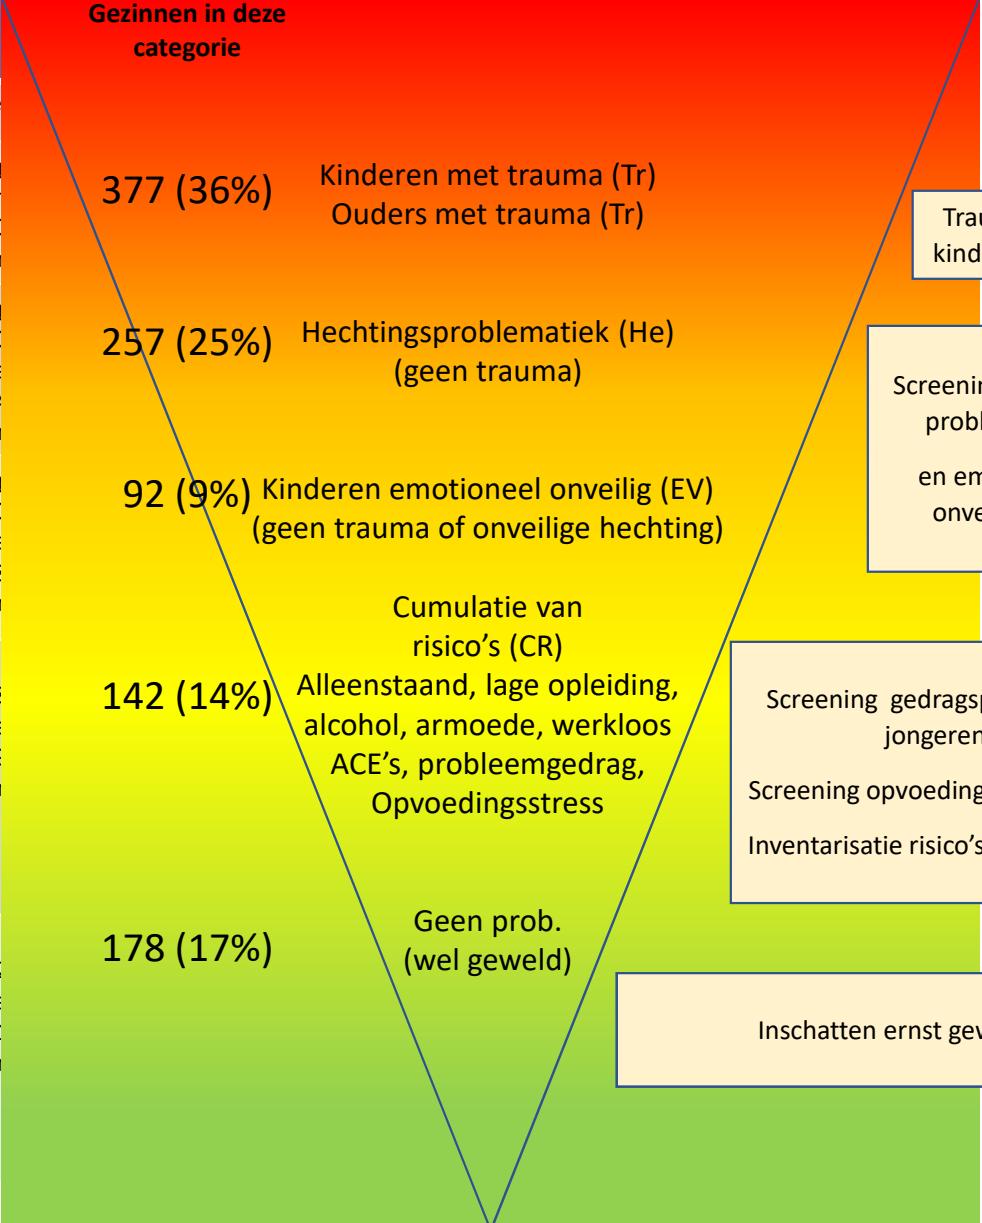 Gezinnen in deze
categorie
377 (36%)
Kinderen met trauma (Tr)
Ouders met trauma (Tr)
257 (25%)
Hechtingsproblematiek (He)
(geen trauma)
92 (9%)
Kinderen emotioneel onveilig (EV)
(geen trauma of onveilige hechting)
142 (14%)
Cumulatie van
risico’s (CR)
Alleenstaand, lage opleiding,
alcohol, armoede, werkloos
ACE’s, probleemgedrag,
Opvoedingsstress
178 (17%)
Geen prob.
(wel geweld)
kind
en
Screening
jongeren
Screening opvoeding
Inventarisatie risico’s
Inschatten ernst